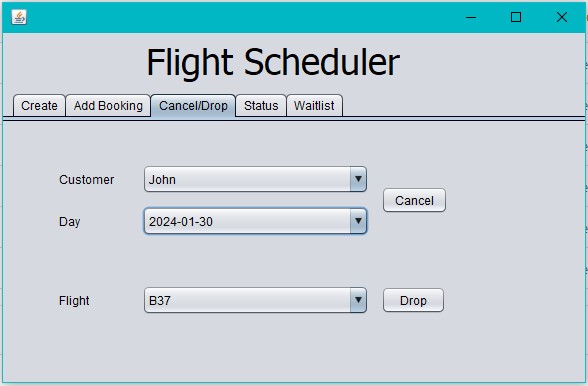 Flight Scheduler
Create Add Booking Cancel/Drop Status Waitlist
Customer John
Cancel
Day 2024-01-30
Flight B37 Drop